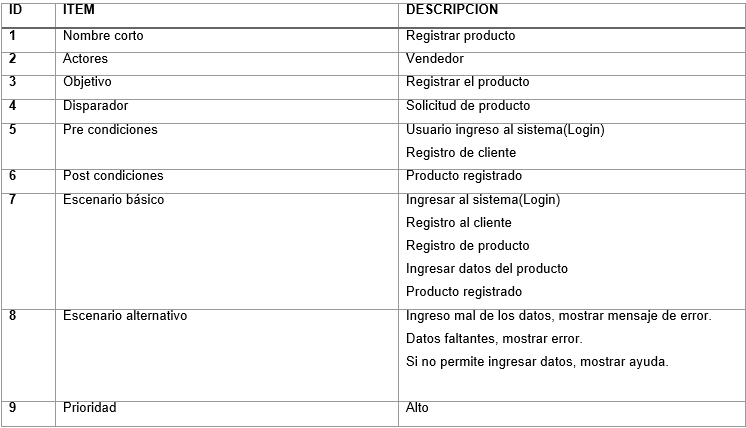 ID ITEM DESCRIPCION
1 Nombre corto Registrar producto
2 Actores Vendedor
3 Objetivo Registrar el producto
4 Disparador Solicitud de producto
5 Pre condiciones Usuario ingreso al sistema(Login)
Registro de cliente
6 Post condiciones Producto registrado
7 Escenario básico Ingresar al sistema(Login)
Registro al cliente
Registro de producto
Ingresar datos del producto
Producto registrado
8 Escenario alternativo Ingreso mal de los datos, mostrar mensaje de error.
Datos faltantes, mostrar error.
Si no permite ingresar datos, mostrar ayuda.
9 Prioridad Alto